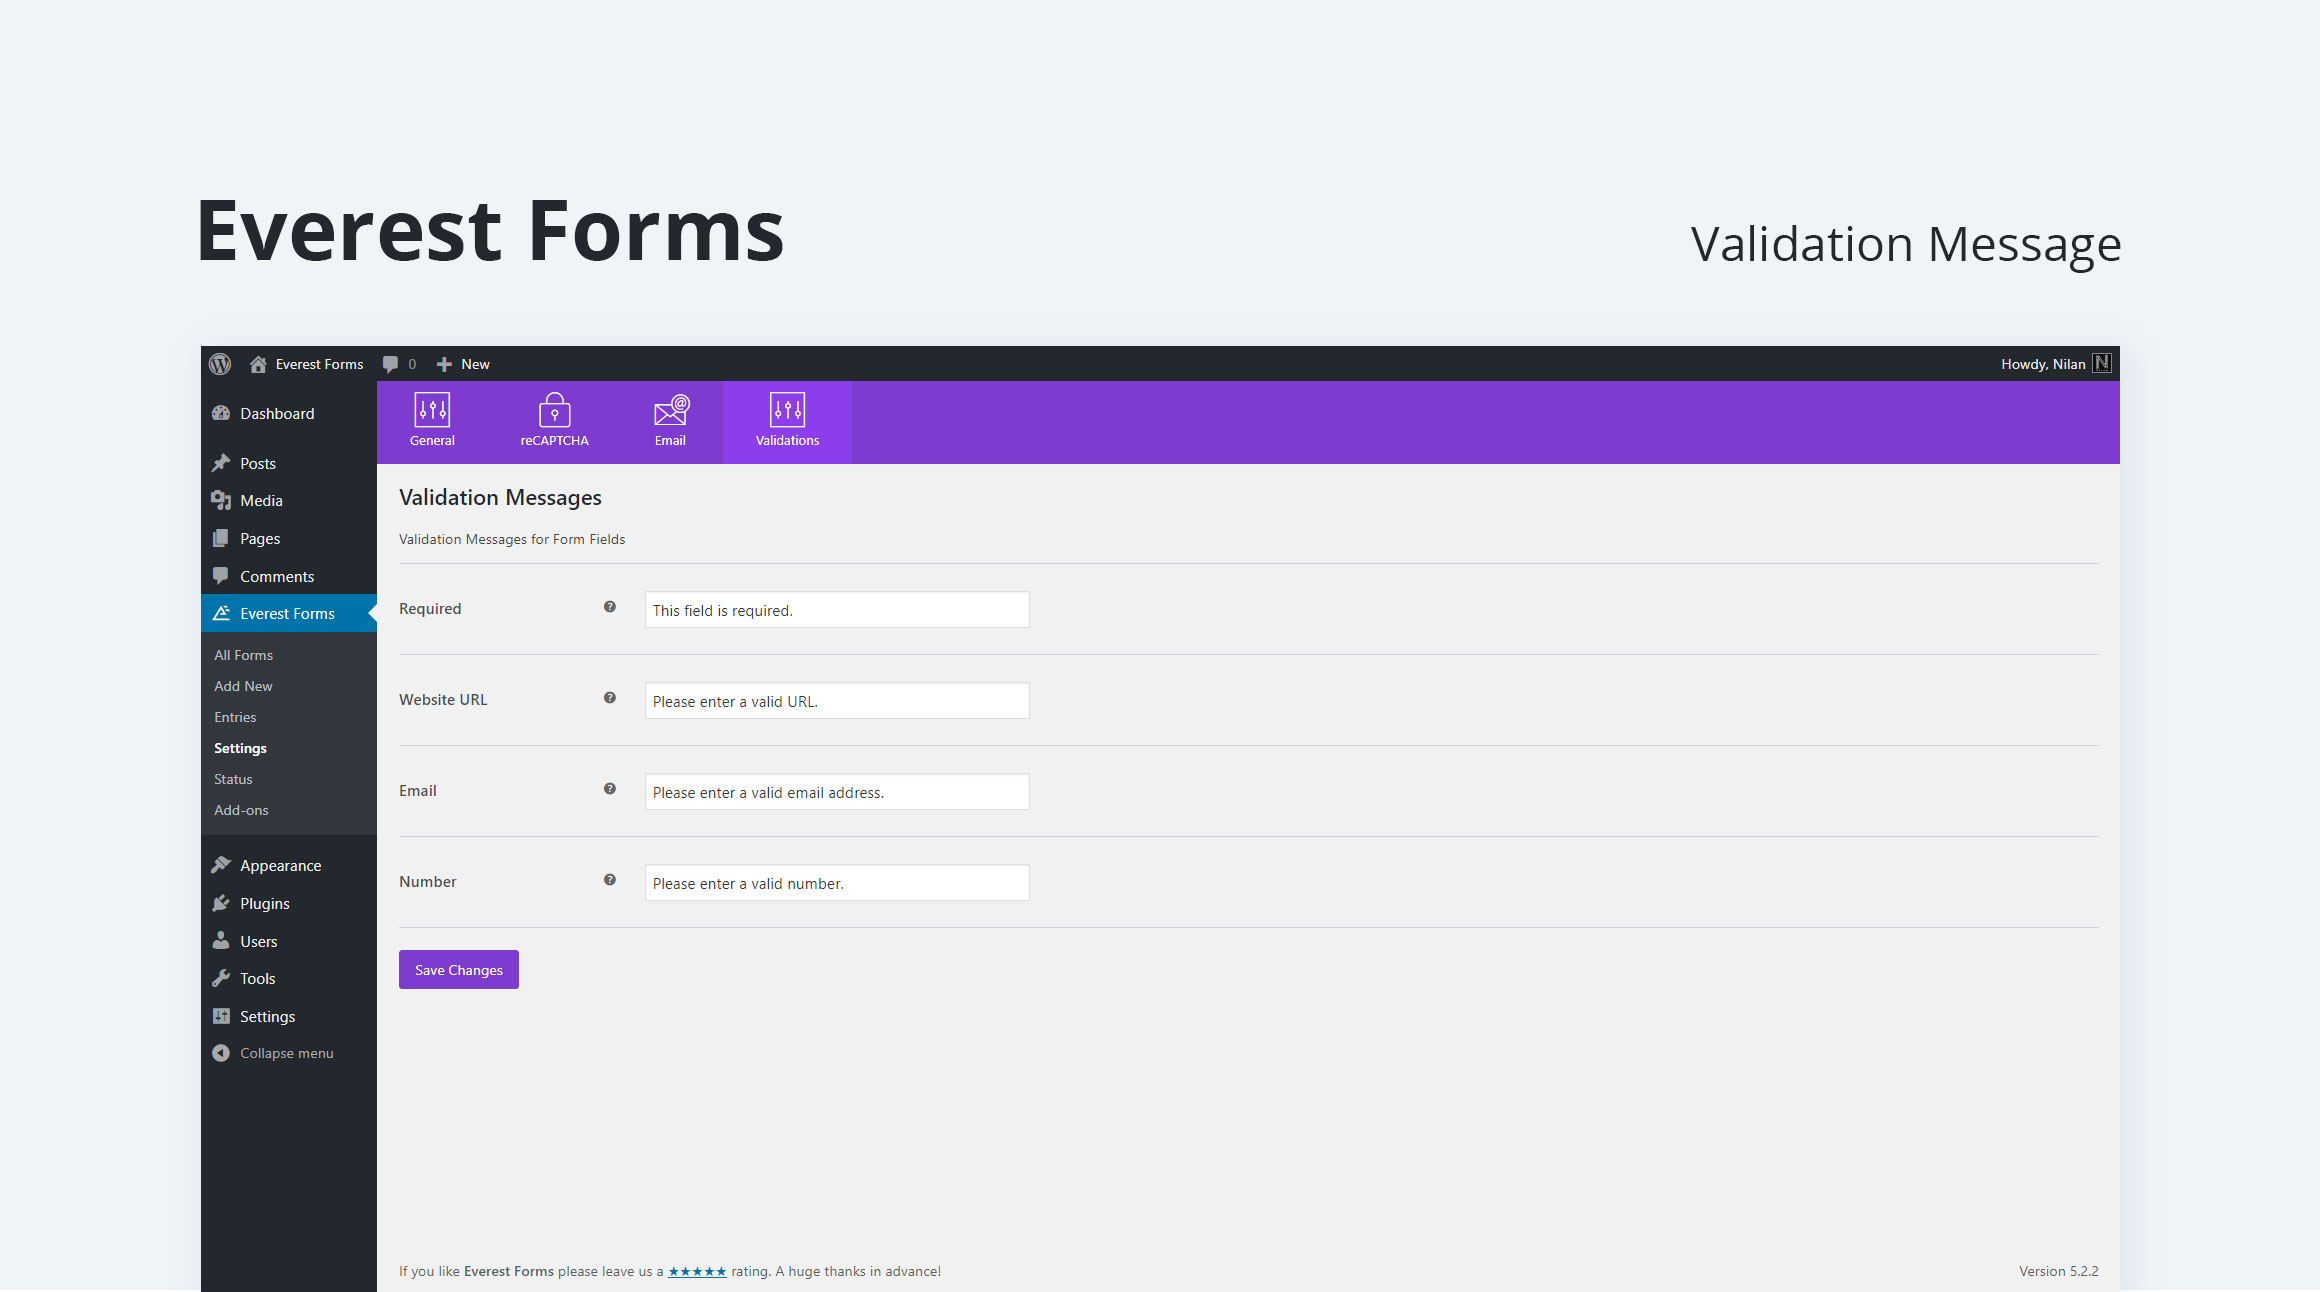 Everest Forms
Validation Message
Everest Forms 0 New Howdy, Nilan
Dashboard
Posts
Media
Pages
Comments
Everest Forms
All Forms
Add New
Entries
Settings
Status
Add-ons
Appearance
Plugins
Users
Tools
Settings
Collapse menu
General reCAPTCHA Email Validations
Validation Messages
Validation Messages for Form Fields
Required This field is required.
Website URL Please enter a valid URL.
Email Please enter a valid email address.
Number Please enter a valid number.
Save Changes
If you like Everest Forms please leave us a ★★★★★ rating. A huge thanks in advance! Version 5.2.2